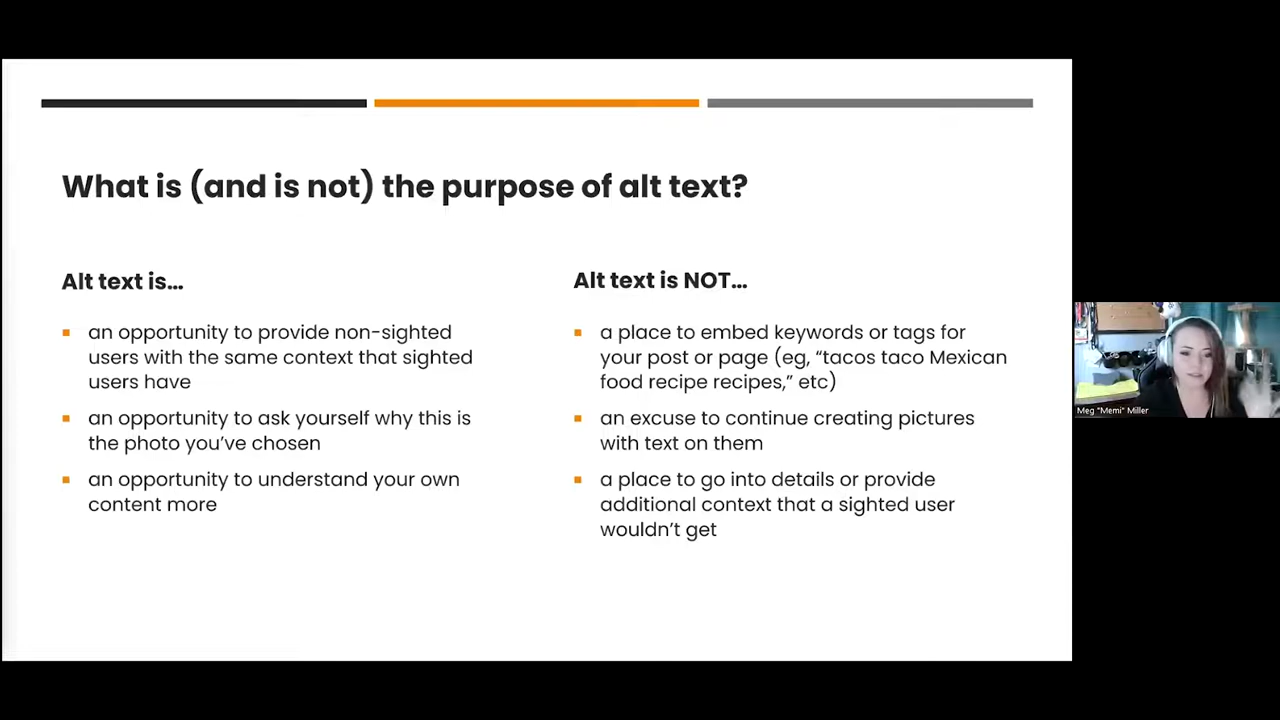 What is (and is not) the purpose of alt text?
Alt text is…
an opportunity to provide non-sighted
users with the same context that sighted
users have
an opportunity to ask yourself why this is
the photo you’ve chosen
an opportunity to understand your own
content more
Alt text is NOT…
a place to embed keywords or tags for
your post or page (eg, “tacos taco Mexican
food recipe recipes,” etc)
an excuse to continue creating pictures
with text on them
a place to go into details or provide
additional context that a sighted user
wouldn’t get
Meg "Memi" Miller